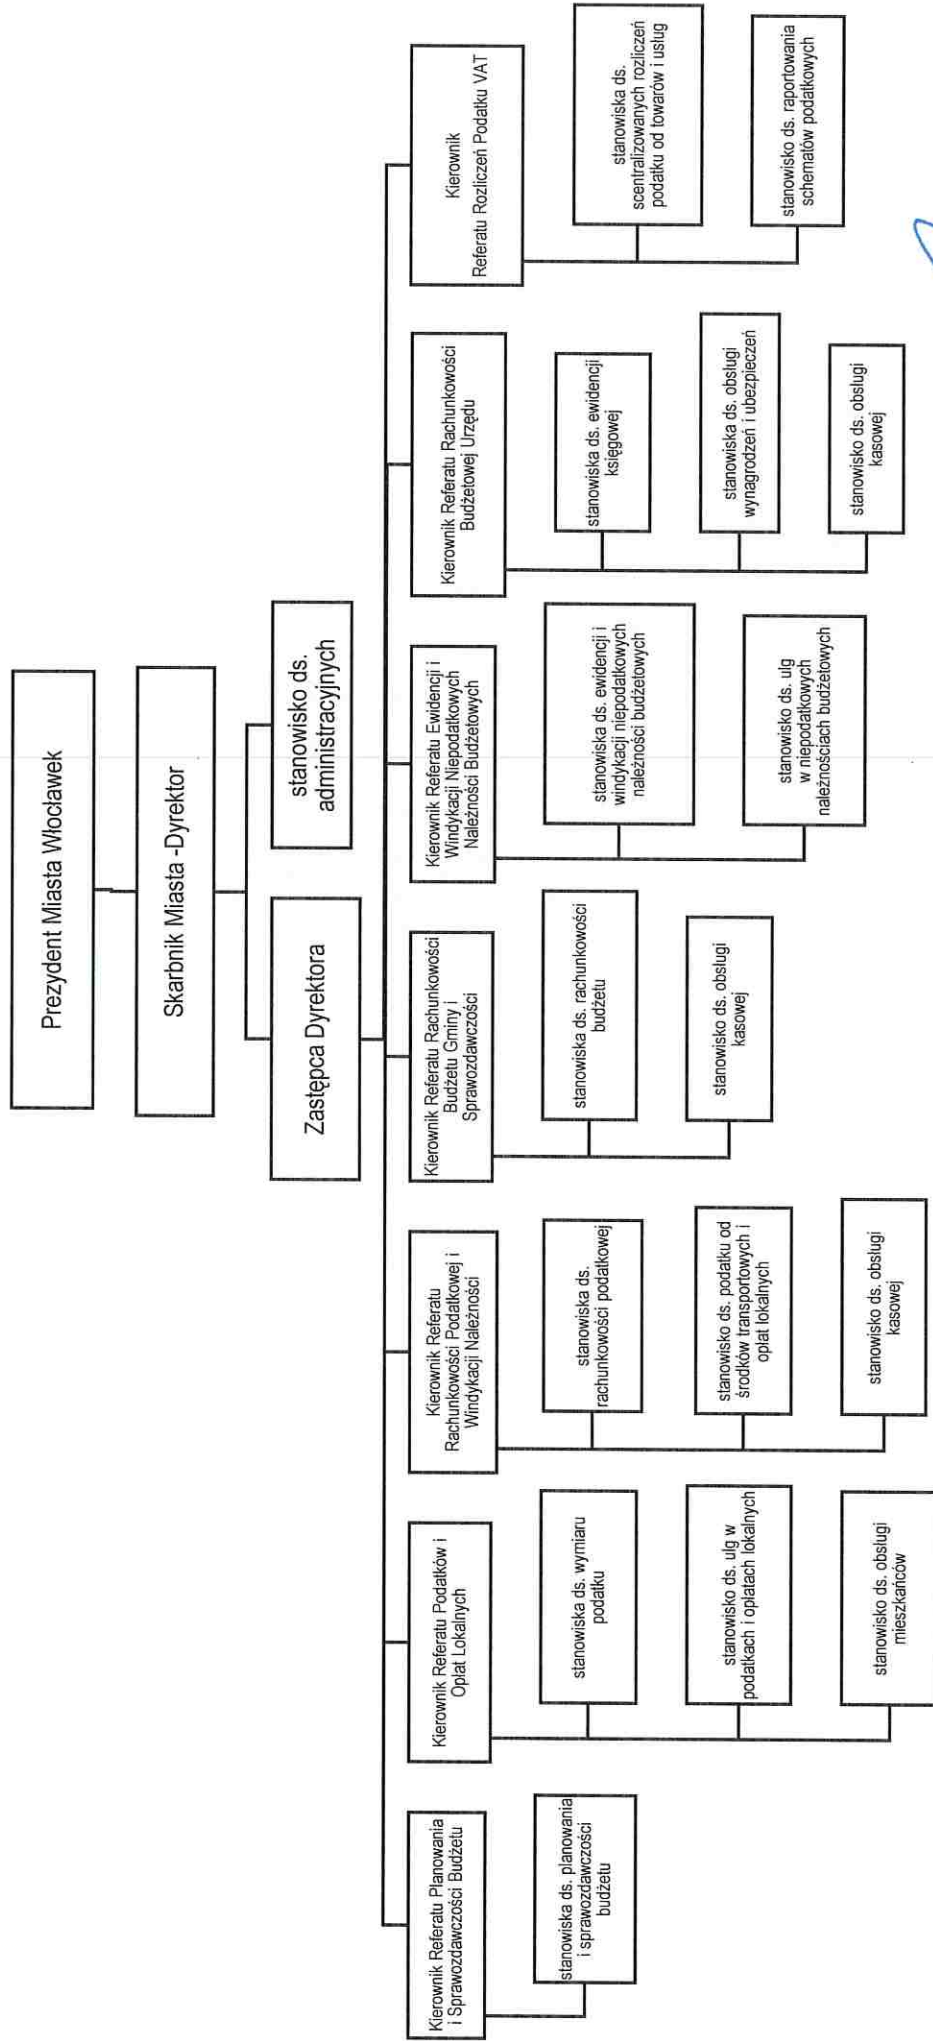 Prezydent Miasta Włocławek
Skarbnik Miasta -Dyrektor
Zastępca Dyrektora
stanowisko ds.
administracyjnych
Kierownik Referatu Planowania
i Sprawozdawczości Budżetu
stanowiska ds. planowania
i sprawozdawczości
budżetu
Kierownik Referatu Podatków i
Opłat Lokalnych
stanowiska ds. wymiaru
podatku
stanowisko ds. ulg w
podatkach i opłatach lokalnych
stanowisko ds. obsługi
mieszkańców
Kierownik Referatu
Rachunkowości Podatkowej i
Windykacji Należności
stanowiska ds.
rachunkowości podatkowej
stanowisko ds. podatku od
środków transportowych i
opłat lokalnych
stanowisko ds. obsługi
kasowej
Kierownik Referatu Rachunkowości
Budżetu Gminy i
Sprawozdawczości
stanowiska ds. rachunkowości
budżetu
stanowisko ds. obsługi
kasowej
Kierownik Referatu Ewidencji i
Windykacji Niepodatkowych
Należności Budżetowych
stanowiska ds. ewidencji i
windykacji niepodatkowych
należności budżetowych
stanowisko ds. ulg
w niepodatkowych
należnościach budżetowych
Kierownik Referatu Rachunkowości
Budżetowej Urzędu
stanowiska ds. ewidencji
księgowej
stanowiska ds. obsługi
wynagrodzeń i ubezpieczeń
stanowisko ds. obsługi
kasowej
Kierownik
Referatu Rozliczeń Podatku VAT
stanowiska ds.
scentralizowanych rozliczeń
podatku od towarów i usług
stanowisko ds. raportowania
schematów podatkowych